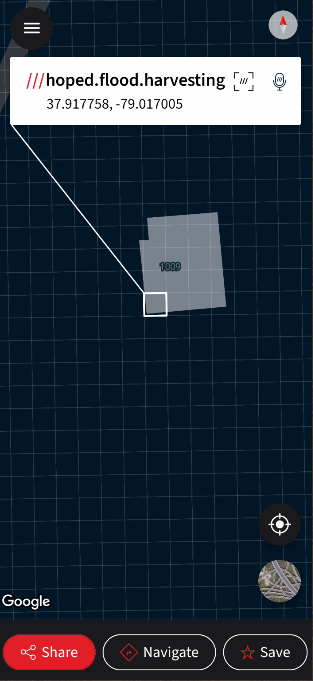 ///hoped.flood.harvesting
37.917758, -79.017005
1009
Google
Share
Navigate
Save